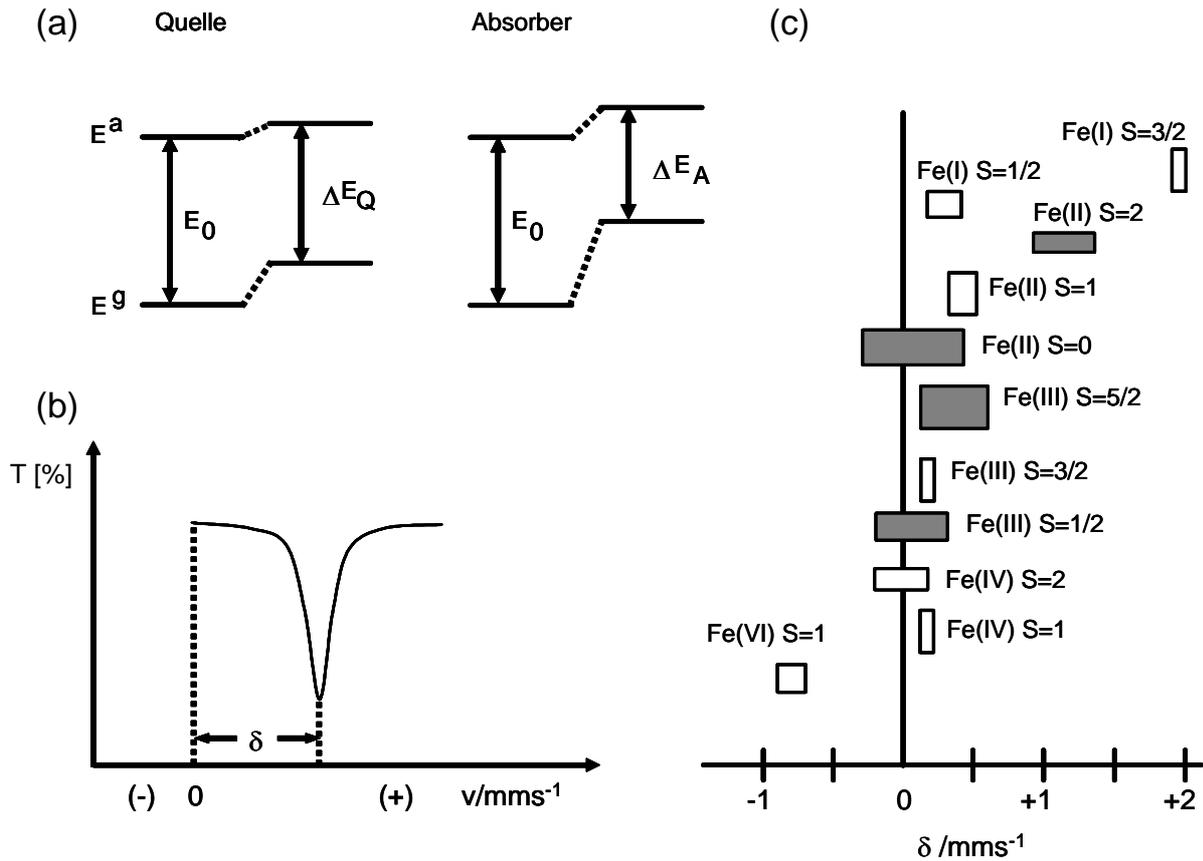 (a)
Quelle
Absorber
E^a
E^g
E₀
ΔE_Q
E₀
ΔE_A
(b)
T [%]
δ
(-)
0
(+)
v/mms⁻¹
(c)
Fe(I) S=3/2
Fe(I) S=1/2
Fe(II) S=2
Fe(II) S=1
Fe(II) S=0
Fe(III) S=5/2
Fe(III) S=3/2
Fe(III) S=1/2
Fe(IV) S=2
Fe(IV) S=1
Fe(VI) S=1
-1 0 +1 +2
δ /mms⁻¹